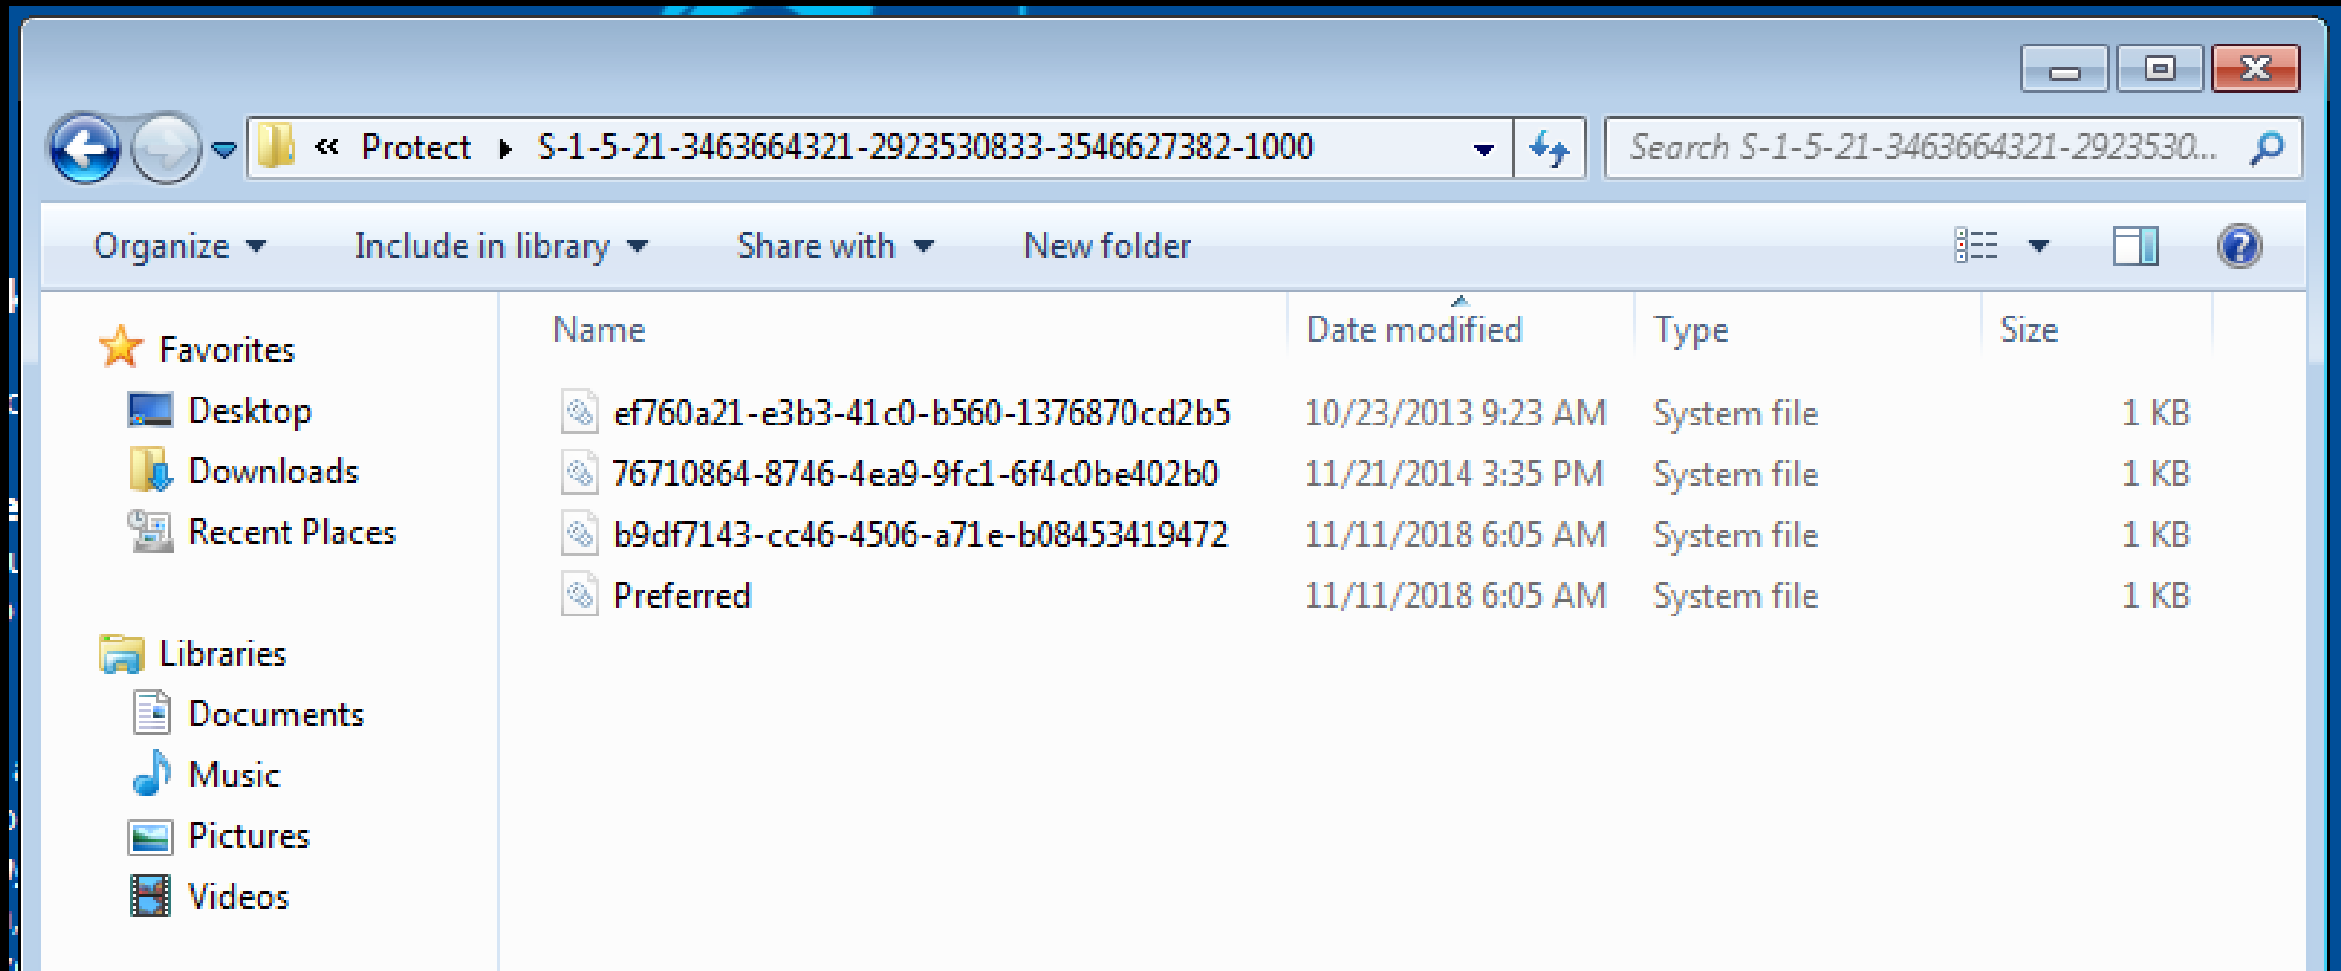 « Protect ▸ S-1-5-21-3463664321-2923530833-3546627382-1000
Search S-1-5-21-3463664321-2923530...
Organize Include in library Share with New folder
Name Date modified Type Size
Favorites
Desktop
Downloads
Recent Places
Libraries
Documents
Music
Pictures
Videos
ef760a21-e3b3-41c0-b560-1376870cd2b5 10/23/2013 9:23 AM System file 1 KB
76710864-8746-4ea9-9fc1-6f4c0be402b0 11/21/2014 3:35 PM System file 1 KB
b9df7143-cc46-4506-a71e-b08453419472 11/11/2018 6:05 AM System file 1 KB
Preferred 11/11/2018 6:05 AM System file 1 KB